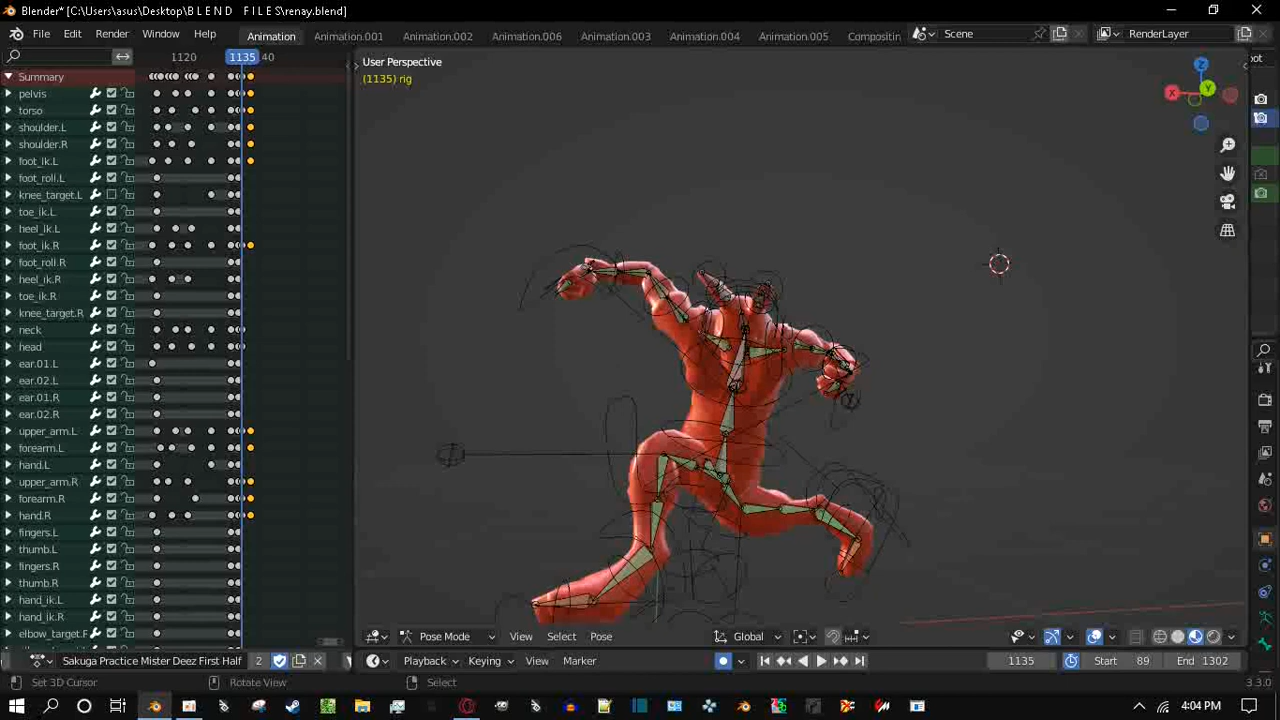 Blender* [C:\Users\asus\Desktop\B L E N D   F I L E S\renay.blend]
File Edit Render Window Help Animation Animation.001 Animation.002 Animation.006 Animation.003 Animation.004 Animation.005 Compositin Scene RenderLayer
1120 1135 40
User Perspective
(1135) rig
Summary
pelvis
torso
shoulder.L
shoulder.R
foot_ik.L
foot_roll.L
knee_target.L
toe_ik.L
heel_ik.L
foot_ik.R
foot_roll.R
heel_ik.R
toe_ik.R
knee_target.R
neck
head
ear.01.L
ear.02.L
ear.01.R
ear.02.R
upper_arm.L
forearm.L
hand.L
upper_arm.R
forearm.R
hand.R
fingers.L
thumb.L
fingers.R
thumb.R
hand_ik.L
hand_ik.R
elbow_target.F
X Y Z
Pose Mode View Select Pose Global
Sakuga Practice Mister Deez First Half 2 Playback Keying View Marker 1135 Start 89 End 1302
Set 3D Cursor Rotate View Select 3.3.0
4:04 PM